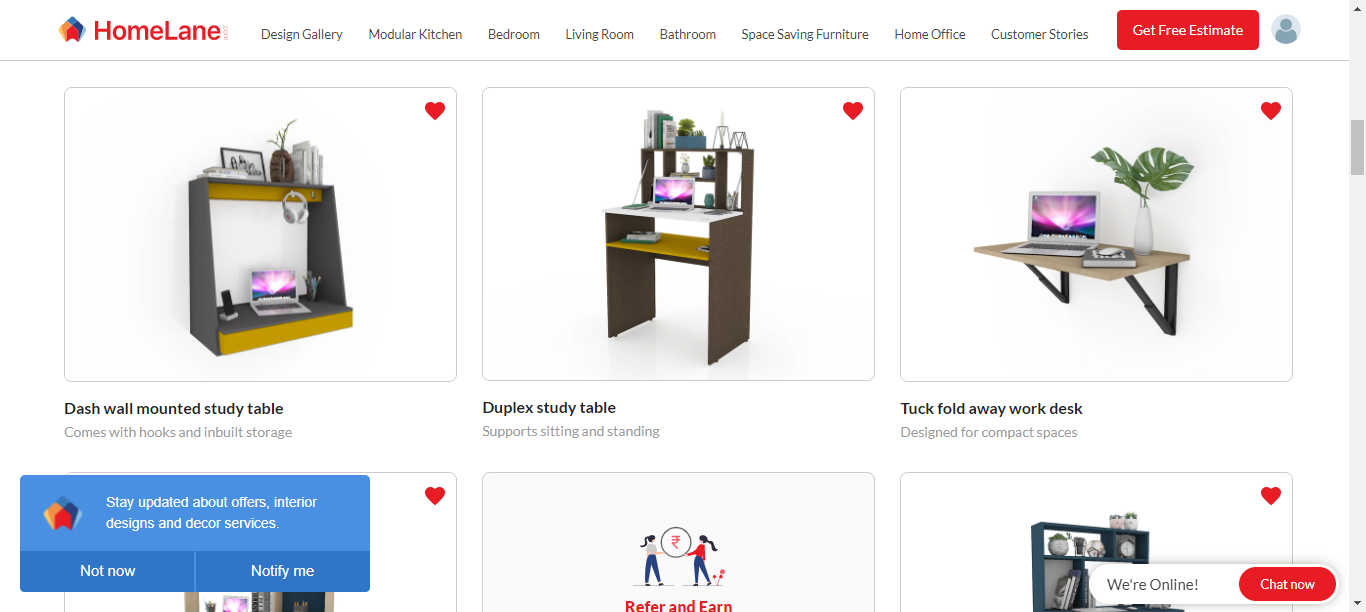 HomeLane
Design Gallery
Modular Kitchen
Bedroom
Living Room
Bathroom
Space Saving Furniture
Home Office
Customer Stories
Get Free Estimate
Dash wall mounted study table
Comes with hooks and inbuilt storage
Duplex study table
Supports sitting and standing
Tuck fold away work desk
Designed for compact spaces
Stay updated about offers, interior
designs and decor services.
Not now
Notify me
₹
Refer and Earn
We're Online!
Chat now